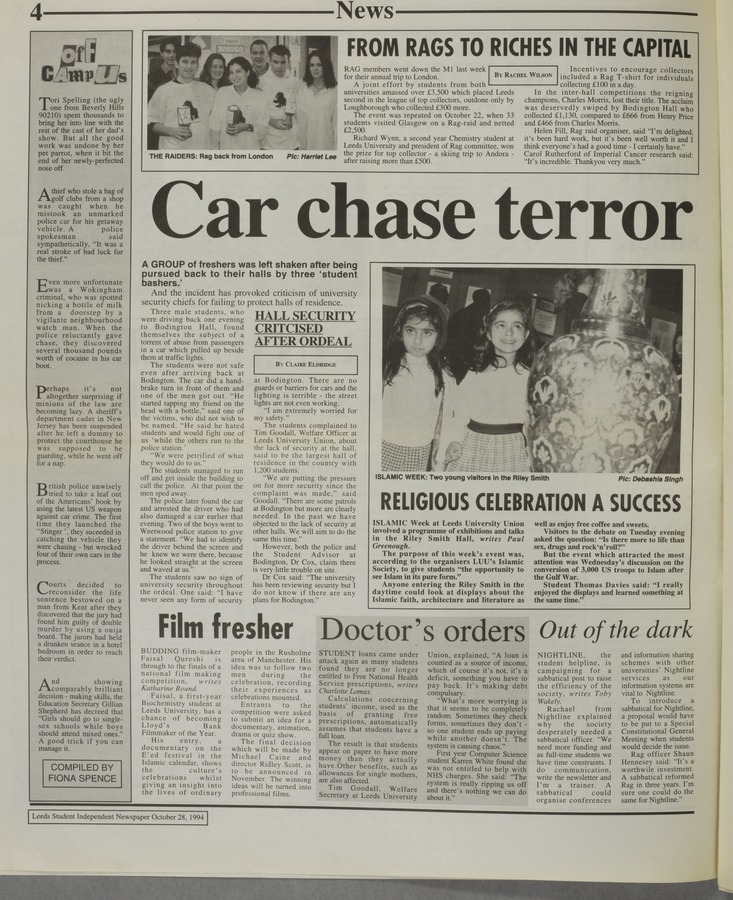 4
News
Off
Campus
Tori Spelling (the ugly
one from Beverly Hills
90210) spent thousands to
bring her into line with the
rest of the cast of her dad's
show. But all the good
work was undone by her
pet parrot, when it bit the
end of her newly-perfected
nose off.
A thief who stole a bag of
golf clubs from a shop
was caught when he
mistook an unmarked
police car for his getaway
vehicle. A police
spokesman said
sympathetically, "It was a
real stroke of bad luck for
the thief."
Even more unfortunate
was a Wokingham
criminal, who was spotted
nicking a bottle of milk
from a doorstep by a
vigilante neighbourhood
watch man. When the
police reluctantly gave
chase, they discovered
several thousand pounds
worth of cocaine in his car
boot.
Perhaps it's not
altogether surprising if
minions of the law are
becoming lazy. A sheriff's
department cadet in New
Jersey has been suspended
after he left a dummy to
protect the courthouse he
was supposed to be
guarding, while he went off
for a nap.
British police unwisely
tried to take a leaf out
of the Americans' book by
using the latest US weapon
against car crime. The first
time they launched the
'Stinger', they suceeded in
catching the vehicle they
were chasing - but wrecked
four of their own cars in the
process.
Courts decided to
reconsider the life
sentence bestowed on a
man from Kent after they
discovered that the jury had
found him guilty of double
murder by using a ouija
board. The jurors had held
a drunken seance in a hotel
bedroom in order to reach
their verdict.
And showing
comparably brilliant
decision - making skills, the
Education Secretary Gillian
Shepherd has decreed that
"Girls should go to single-
sex schools while boys
should attend mixed ones."
A good trick if you can
manage it.
COMPILED BY
FIONA SPENCE
THE RAIDERS: Rag back from London Pic: Harriet Lee
FROM RAGS TO RICHES IN THE CAPITAL
RAG members went down the M1 last week
for their annual trip to London.
A joint effort by students from both
universities amassed over £3,500 which placed Leeds
second in the league of top collectors, outdone only by
Loughborough who collected £300 more.
The event was repeated on October 22, when 33
students visited Glasgow on a Rag-raid and netted
£2,500.
Richard Wynn, a second year Chemistry student at
Leeds University and president of Rag committee, won
the prize for top collector - a skiing trip to Andora -
after raising more than £500.
BY RACHEL WILSON
Incentives to encourage collectors
included a Rag T-shirt for individuals
collecting £100 in a day.
In the inter-hall competitions the reigning
champions, Charles Morris, lost their title. The acclaim
was deservedly swiped by Bodington Hall who
collected £1,130, compared to £666 from Henry Price
and £466 from Charles Morris.
Helen Fill, Rag raid organiser, said "I'm delighted,
it's been hard work, but it's been well worth it and I
think everyone's had a good time - I certainly have."
Carol Rutherford of Imperial Cancer research said:
"It's incredible. Thankyou very much."
Car chase terror
A GROUP of freshers was left shaken after being
pursued back to their halls by three 'student
bashers.'
And the incident has provoked criticism of university
security chiefs for failing to protect halls of residence.
Three male students, who
were driving back one evening
to Bodington Hall, found
themselves the subject of a
torrent of abuse from passengers
in a car which pulled up beside
them at traffic lights.
The students were not safe
even after arriving back at
Bodington. The car did a hand-
brake turn in front of them and
one of the men got out. "He
started tapping my friend on the
head with a bottle," said one of
the victims, who did not wish to
be named. "He said he hated
students and would fight one of
us 'while the others run to the
police station.'
"We were petrified of what
they would do to us."
The students managed to run
off and get inside the building to
call the police. At that point the
men sped away.
The police later found the car
and arrested the driver who had
also damaged a car earlier that
evening. Two of the boys went to
Weetwood police station to give
a statement. "We had to identify
the driver behind the screen and
he knew we were there, because
he looked straight at the screen
and waved at us."
The students saw no sign of
university security throughout
the ordeal. One said: "I have
never seen any form of security
HALL SECURITY
CRITCISED
AFTER ORDEAL
BY CLAIRE ELDRIDGE
at Bodington. There are no
guards or barriers for cars and the
lighting is terrible - the street
lights are not even working.
"I am extremely worried for
my safety."
The students complained to
Tim Goodall, Welfare Officer at
Leeds University Union, about
the lack of security at the hall,
said to be the largest hall of
residence in the country with
1,200 students.
"We are putting the pressure
on for more security since the
complaint was made," said
Goodall. "There are some patrols
at Bodington but more are clearly
needed. In the past we have
objected to the lack of security at
other halls. We will aim to do the
same this time."
However, both the police and
the Student Advisor at
Bodington, Dr Cox, claim there
is very little trouble on site.
Dr Cox said: "The university
has been reviewing security but I
do not know if there are any
plans for Bodington."
ISLAMIC WEEK: Two young visitors in the Riley Smith Pic: Debashis Singh
RELIGIOUS CELEBRATION A SUCCESS
ISLAMIC Week at Leeds University Union
involved a programme of exhibitions and talks
in the Riley Smith Hall, writes Paul
Greenough.
The purpose of this week's event was,
according to the organisers LUU's Islamic
Society, to give students "the opportunity to
see Islam in its pure form."
Anyone entering the Riley Smith in the
daytime could look at displays about the
Islamic faith, architecture and literature as
well as enjoy free coffee and sweets.
Visitors to the debate on Tuesday evening
asked the question: "Is there more to life than
sex, drugs and rock'n'roll?"
But the event which attracted the most
attention was Wednesday's discussion on the
conversion of 3,000 US troops to Islam after
the Gulf War.
Student Thomas Davies said: "I really
enjoyed the displays and learned something at
the same time."
Film fresher
BUDDING film-maker
Faisal Qureshi is
through to the finals of a
national film making
competition, writes
Katharine Round.
Faisal, a first-year
Biochemistry student at
Leeds University, has a
chance of becoming
Lloyd's Bank
Filmmaker of the Year.
His entry, a
documentary on the
E'ed festival in the
Islamic calendar, shows
the culture's
celebrations whilst
giving an insight into
the lives of ordinary
people in the Rusholme
area of Manchester. His
idea was to follow two
men during the
celebration, recording
their experiences as
celebrations mounted.
Entrants to the
competition were asked
to submit an idea for a
documentary, animation,
drama or quiz show.
The final decision
which will be made by
Michael Caine and
director Ridley Scott, is
to be announced in
November. The winning
ideas will be turned into
professional films.
Doctor's orders
STUDENT loans came under
attack again as many students
found they are no longer
entitled to Free National Health
Service prescriptions, writes
Charlotte Lomas.
Calculations concerning
students' income, used as the
basis of granting free
prescriptions, automatically
assumes that students have a
full loan.
The result is that students
appear on paper to have more
money than they actually
have.Other benefits, such as
allowances for single mothers,
are also affected.
Tim Goodall, Welfare
Secretary at Leeds University
Union, explained, "A loan is
counted as a source of income,
which of course it's not, it's a
deficit, something you have to
pay back. It's making debt
compulsary.
"What's more worrying is
that it seems to be completely
random. Sometimes they check
forms, sometimes they don't -
so one student ends up paying
while another doesn't. The
system is causing chaos."
First year Computer Science
student Karen White found she
was not entitled to help with
NHS charges. She said: "The
system is really ripping us off
and there's nothing we can do
about it."
Out of the dark
NIGHTLINE, the
student helpline, is
campaigning for a
sabbatical post to raise
the efficiency of the
society, writes Toby
Wakely.
Rachael from
Nightline explained
why the society
desperately needed a
sabbatical officer. "We
need more funding and
as full-time students we
have time constraints. I
do communication,
write the newsletter and
I'm a trainer. A
sabbatical could
organise conferences
and information sharing
schemes with other
universities' Nightline
services as our
information systems are
vital to Nightline.
To introduce a
sabbatical for Nightline,
a proposal would have
to be put to a Special
Constitutional General
Meeting when students
would decide the issue.
Rag officer Shaun
Hennesey said: "It's a
worthwhile investment.
A sabbatical reformed
Rag in three years. I'm
sure one could do the
same for Nightline."
Leeds Student Independent Newspaper October 28, 1994